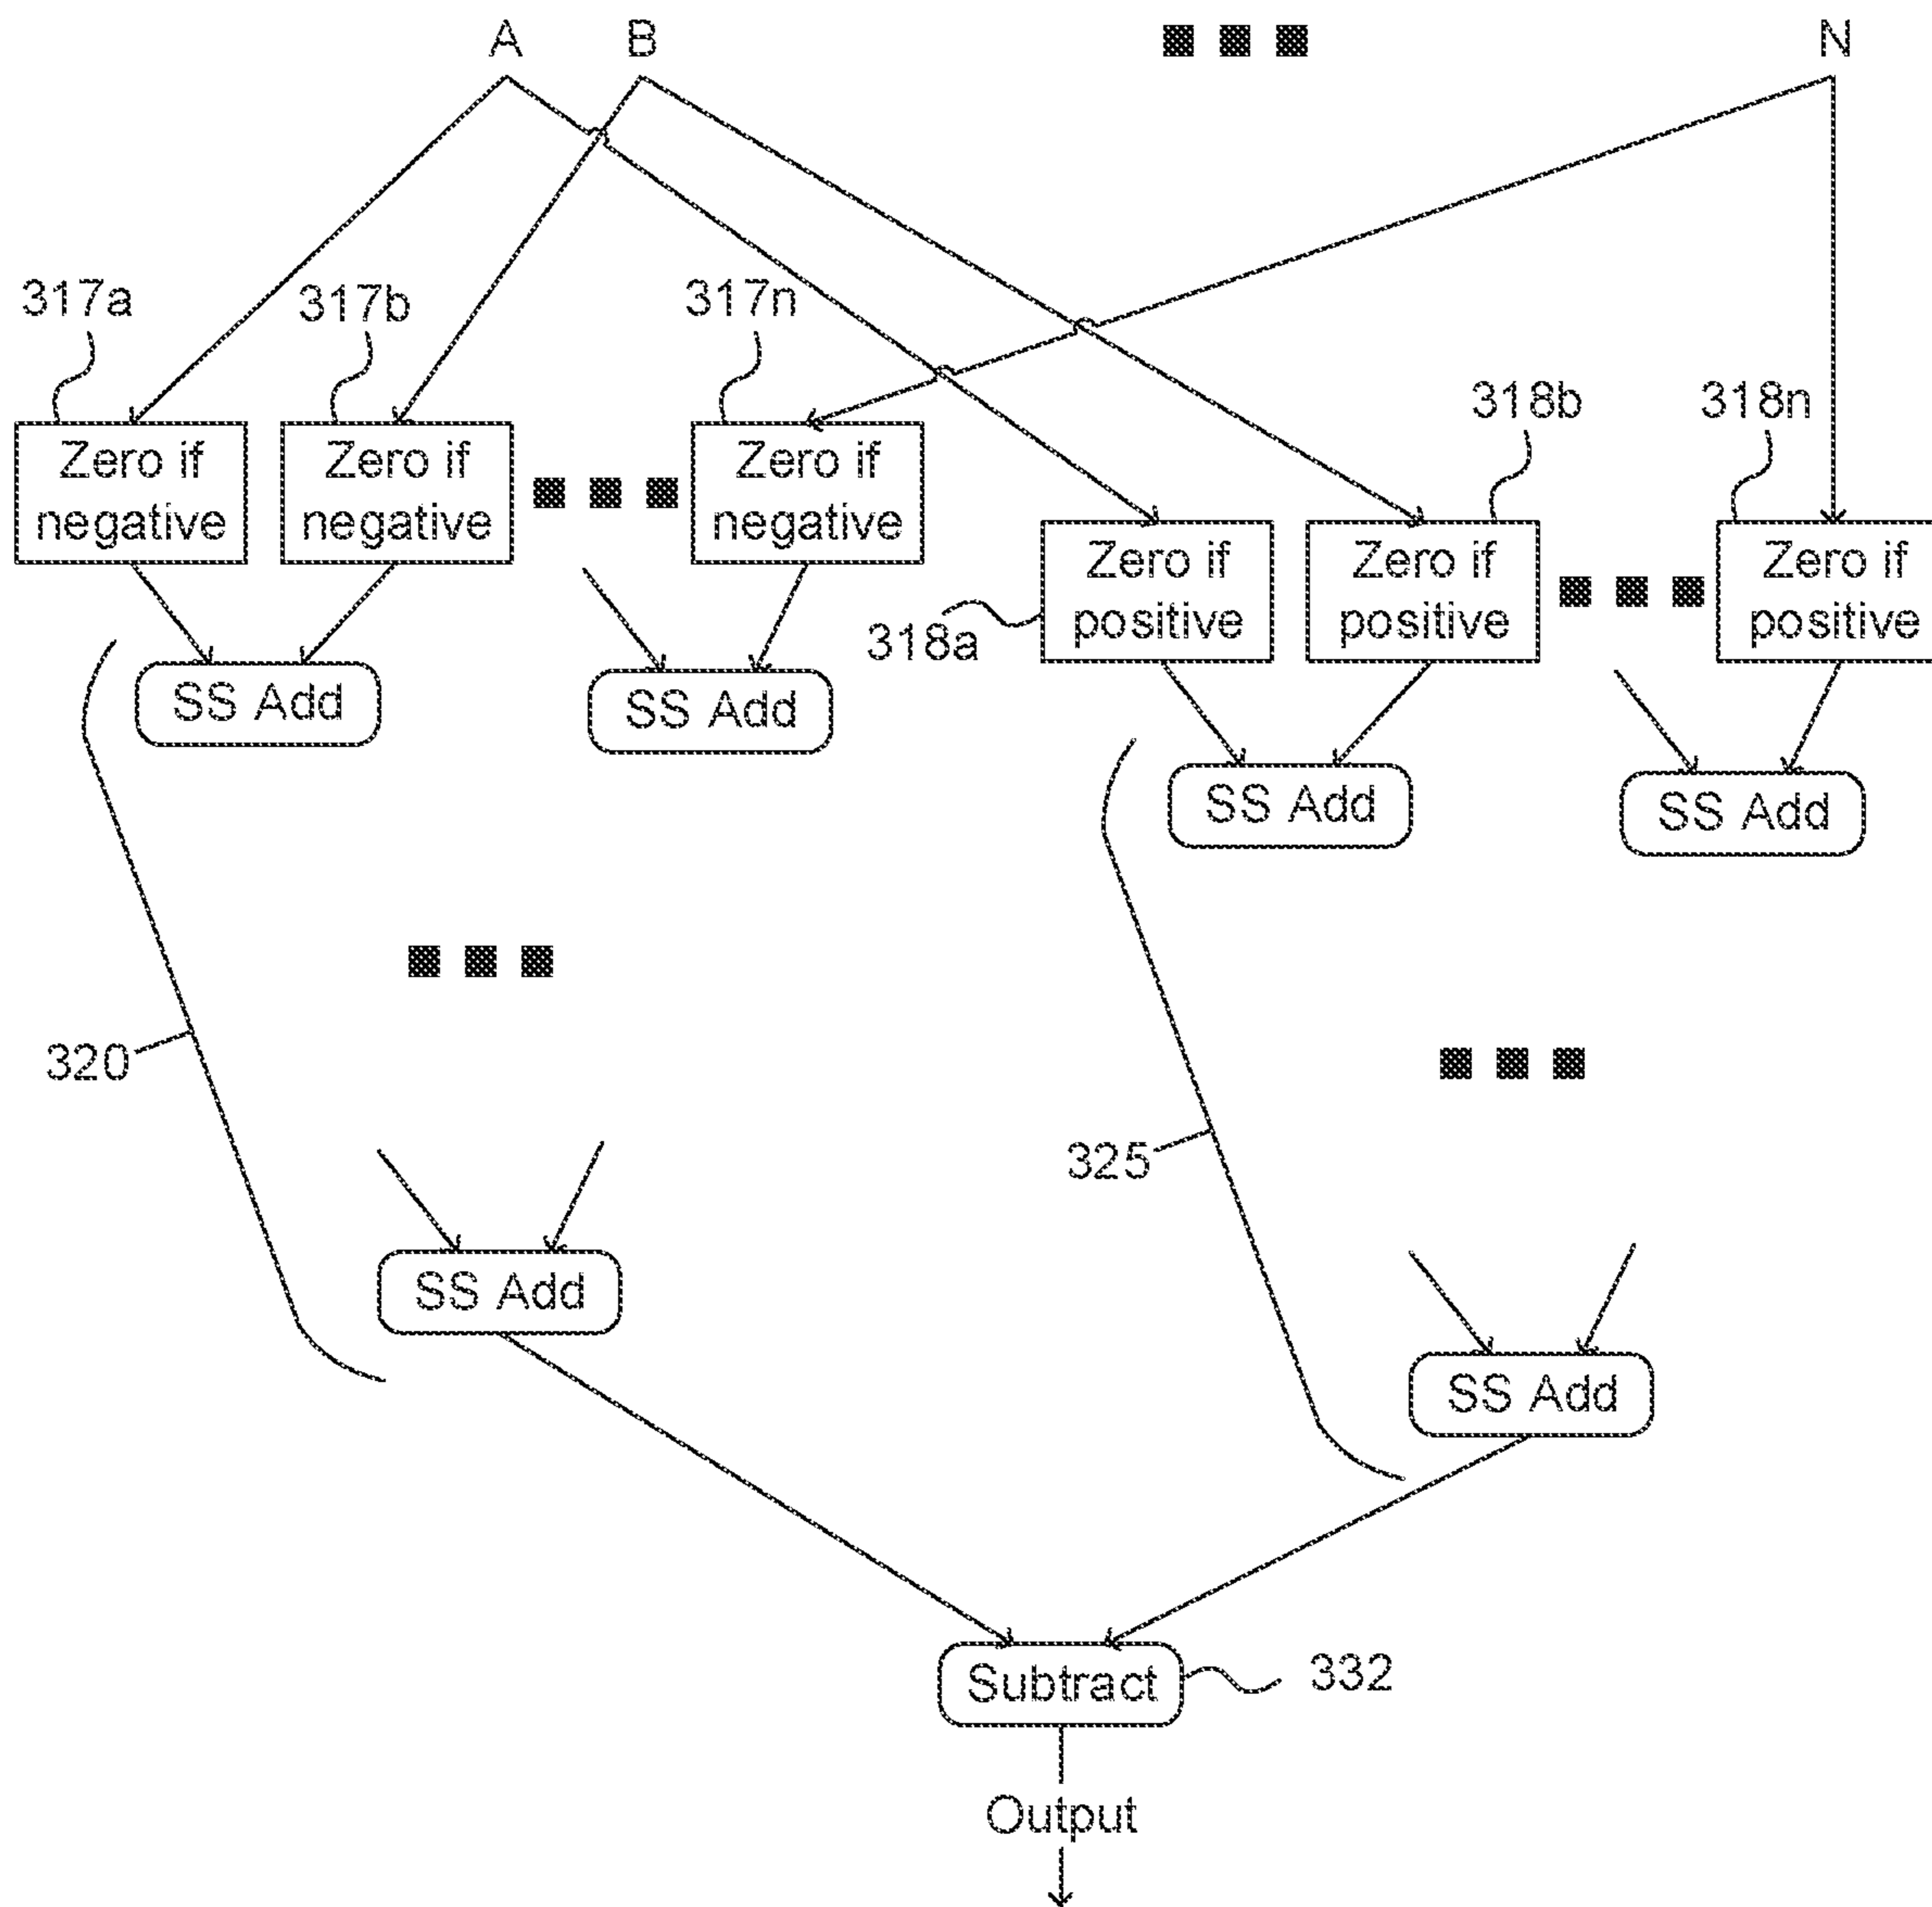 A B N
317a 317b 317n
318b 318n
Zero if
negative
Zero if
negative
Zero if
negative
Zero if
positive
Zero if
positive
Zero if
positive
318a
SS Add
SS Add
SS Add
SS Add
320
325
SS Add
SS Add
Subtract
332
Output